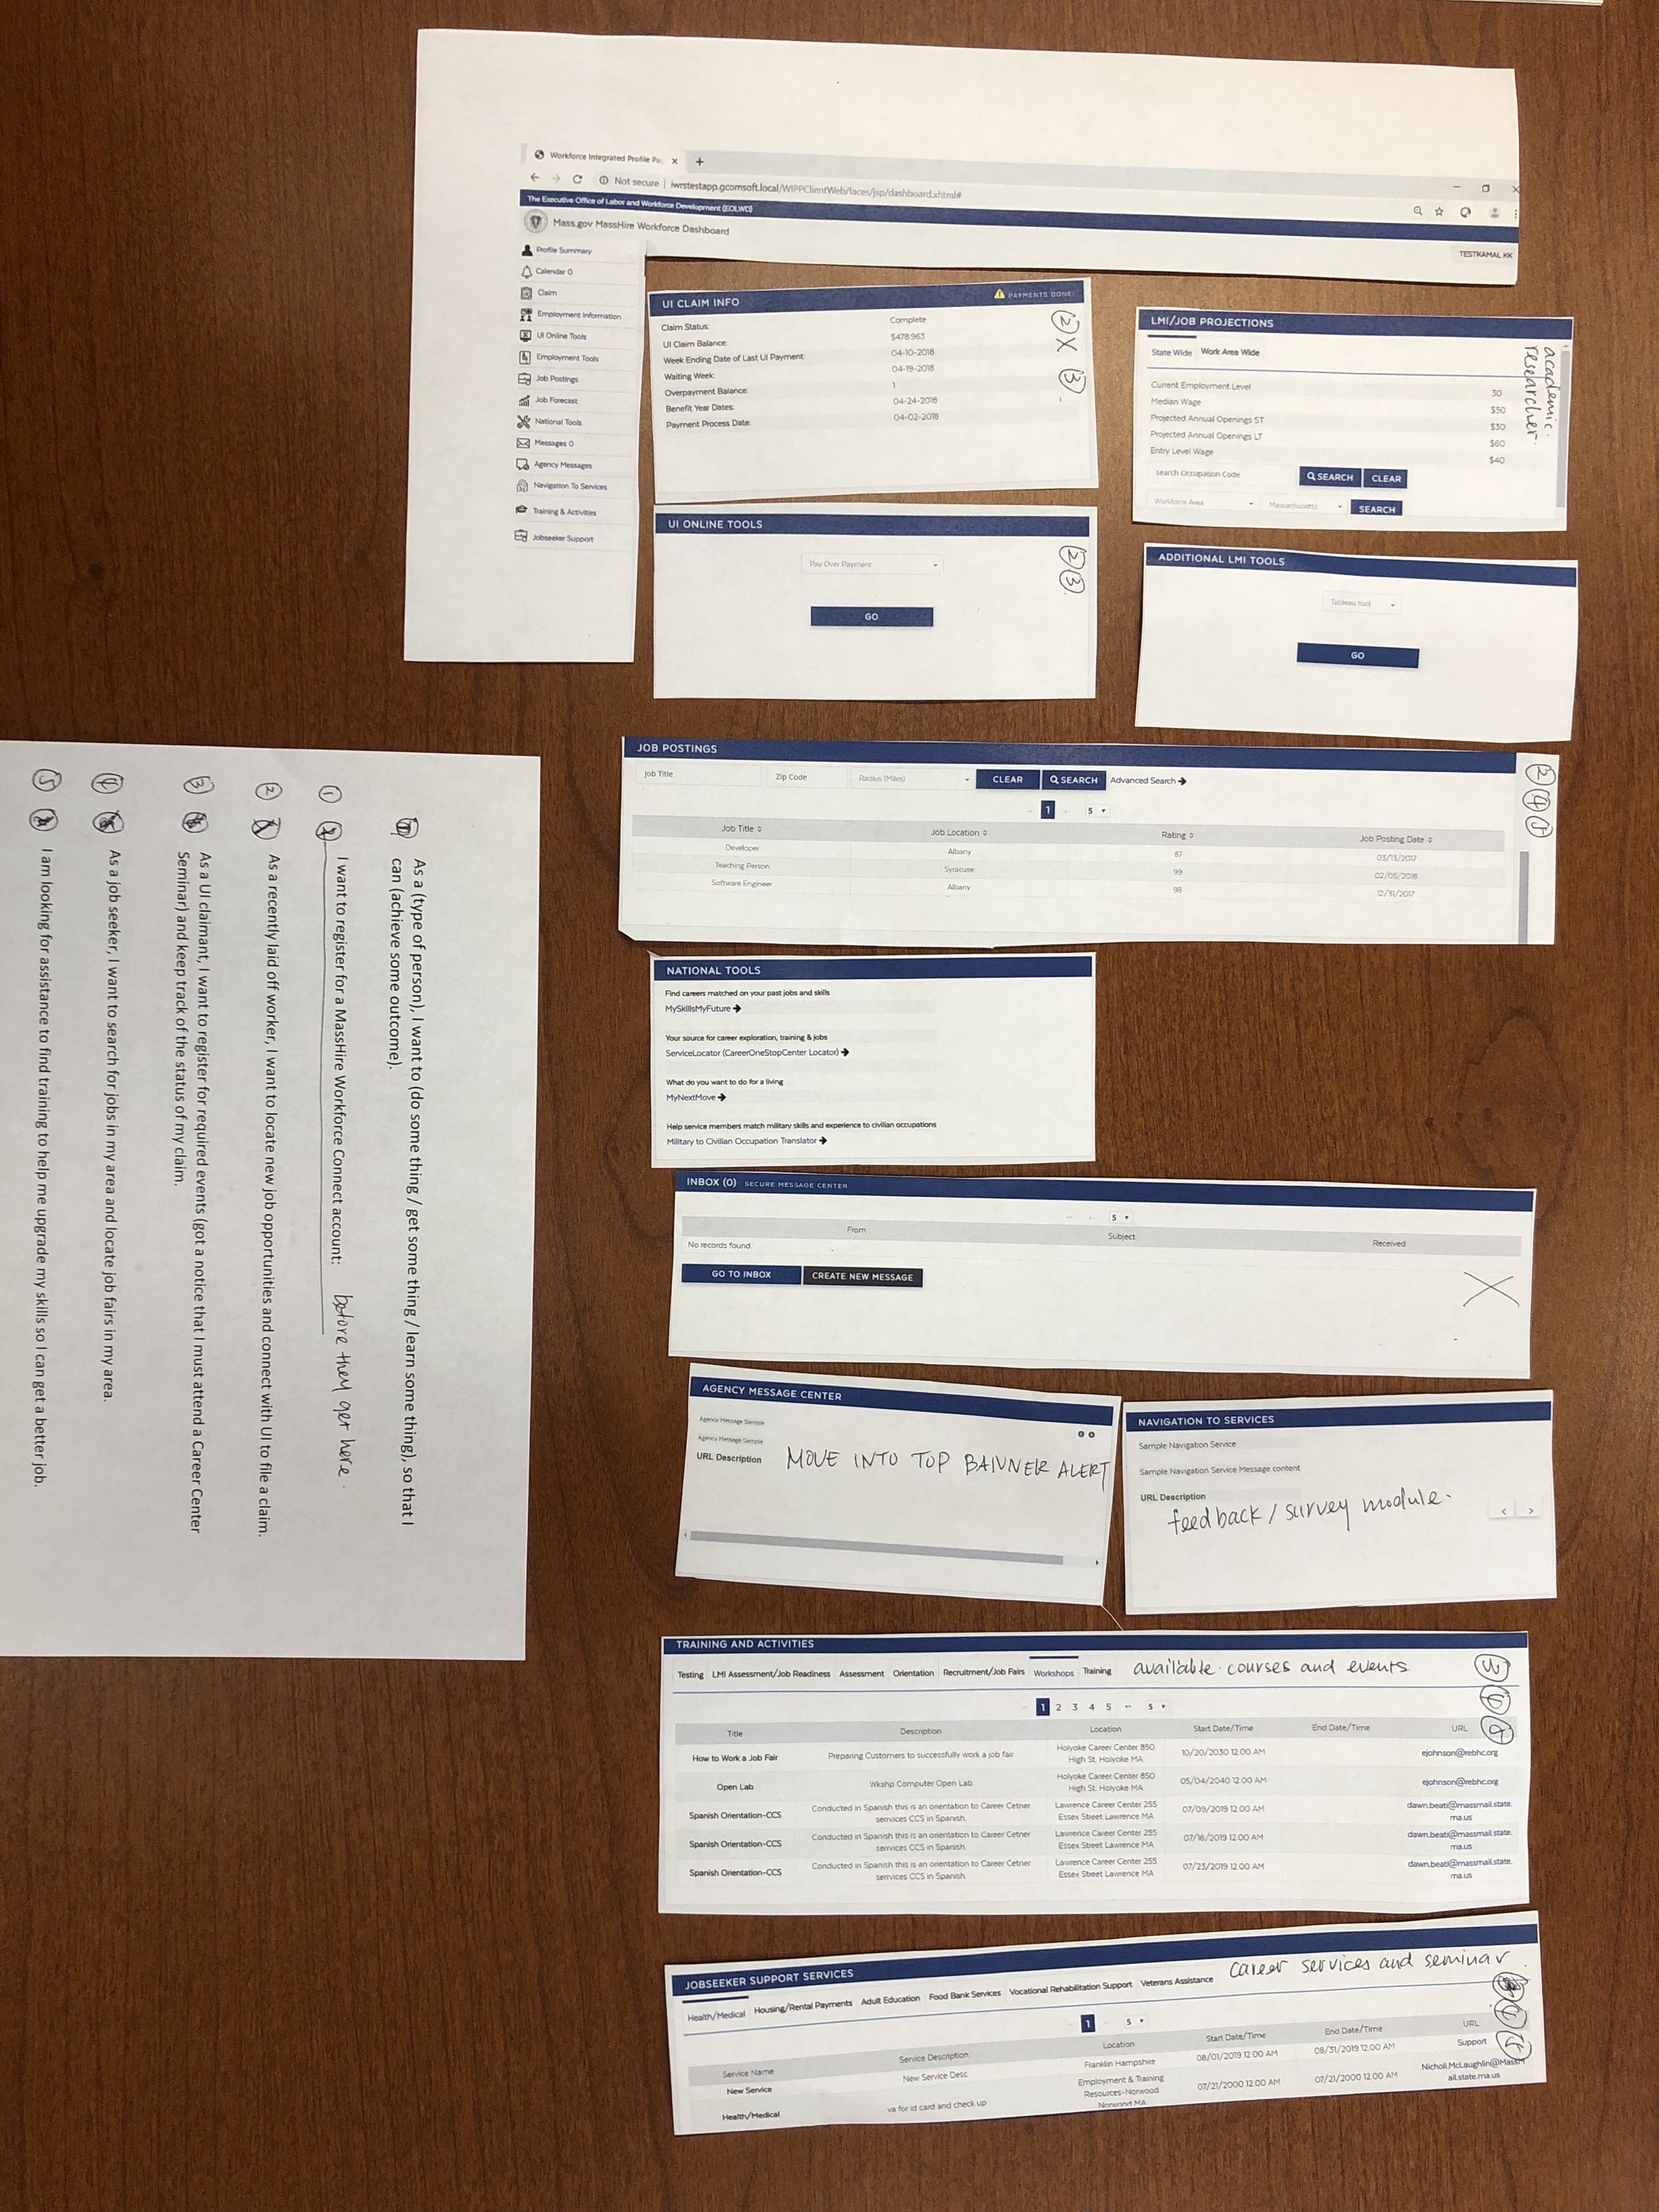 Workforce Integrated Profile Pa
Not secure | iwrstestapp.gcomsoft.local/WIPPClientWeb/faces/jsp/dashboard.xhtml#
The Executive Office of Labor and Workforce Development (EOLWD)
Mass.gov MassHire Workforce Dashboard
TESTKAMAL KK
Profile Summary
Calendar 0
Claim
Employment Information
UI Online Tools
Employment Tools
Job Postings
Job Forecast
National Tools
Messages 0
Agency Messages
Navigation To Services
Training & Activities
Jobseeker Support
UI CLAIM INFO
PAYMENTS DONE!
Claim Status: Complete
UI Claim Balance: $478.963
Week Ending Date of Last UI Payment: 04-10-2018
Waiting Week: 04-19-2018
Overpayment Balance: 1
Benefit Year Dates: 04-24-2018
Payment Process Date: 04-02-2018
2 X 3
LMI/JOB PROJECTIONS
State Wide Work Area Wide
Current Employment Level 30
Median Wage $50
Projected Annual Openings ST $30
Projected Annual Openings LT $60
Entry Level Wage $40
search Occupation Code SEARCH CLEAR
Workforce Area Massachusetts SEARCH
academic.
researcher.
UI ONLINE TOOLS
Pay Over Payment
GO
2 3
ADDITIONAL LMI TOOLS
Tableau tool
GO
JOB POSTINGS
Job Title Zip Code Radius (Miles) CLEAR SEARCH Advanced Search
1 5
Job Title Job Location Rating Job Posting Date
Developer Albany 87 03/13/2017
Teaching Person Syracuse 99 02/05/2018
Software Engineer Albany 98 12/31/2017
2 4 5
NATIONAL TOOLS
Find careers matched on your past jobs and skills
MySkillsMyFuture
Your source for career exploration, training & jobs
ServiceLocator (CareerOneStopCenter Locator)
What do you want to do for a living
MyNextMove
Help service members match military skills and experience to civilian occupations
Military to Civilian Occupation Translator
INBOX (0) SECURE MESSAGE CENTER
5
From Subject Received
No records found.
GO TO INBOX CREATE NEW MESSAGE
X
AGENCY MESSAGE CENTER
Agency Message Sample
Agency Message Sample
URL Description
MOVE INTO TOP BANNER ALERT
NAVIGATION TO SERVICES
Sample Navigation Service
Sample Navigation Service Message content
URL Description
feedback / survey module.
TRAINING AND ACTIVITIES
Testing LMI Assessment/Job Readiness Assessment Orientation Recruitment/Job Fairs Workshops Training
available courses and events
3 4 5
1 2 3 4 5 5
Title Description Location Start Date/Time End Date/Time URL
How to Work a Job Fair Preparing Customers to successfully work a job fair Holyoke Career Center 850 High St. Holyoke MA 10/20/2030 12:00 AM ejohnson@rebhc.org
Open Lab Wkshp Computer Open Lab Holyoke Career Center 850 High St. Holyoke MA 05/04/2040 12:00 AM ejohnson@rebhc.org
Spanish Orientation-CCS Conducted in Spanish this is an orientation to Career Cetner serrvices CCS in Spanish. Lawrence Career Center 255 Essex Street Lawrence MA 07/09/2019 12:00 AM dawn.beati@massmail.state.ma.us
Spanish Orientation-CCS Conducted in Spanish this is an orientation to Career Cetner serrvices CCS in Spanish. Lawrence Career Center 255 Essex Street Lawrence MA 07/16/2019 12:00 AM dawn.beati@massmail.state.ma.us
Spanish Orientation-CCS Conducted in Spanish this is an orientation to Career Cetner serrvices CCS in Spanish. Lawrence Career Center 255 Essex Street Lawrence MA 07/23/2019 12:00 AM dawn.beati@massmail.state.ma.us
JOBSEEKER SUPPORT SERVICES
career services and seminar.
Health/Medical Housing/Rental Payments Adult Education Food Bank Services Vocational Rehabilitation Support Veterans Assistance
1 5
Service Name Service Description Location Start Date/Time End Date/Time URL
New Service New Service Desc Franklin Hampshire 08/01/2019 12:00 AM 08/31/2019 12:00 AM Support
Health/Medical va for id card and check up Employment & Training Resources-Norwood Norwood MA 07/21/2000 12:00 AM 07/21/2000 12:00 AM Nicholi.McLaughlin@MassMail.state.ma.us
As a (type of person), I want to (do some thing / get some thing / learn some thing), so that I
can (achieve some outcome).
1 I want to register for a MassHire Workforce Connect account: before they get here.
2 As a recently laid off worker, I want to locate new job opportunities and connect with UI to file a claim.
3 As a UI claimant, I want to register for required events (got a notice that I must attend a Career Center
Seminar) and keep track of the status of my claim.
4 As a job seeker, I want to search for jobs in my area and locate job fairs in my area.
5 I am looking for assistance to find training to help me upgrade my skills so I can get a better job.